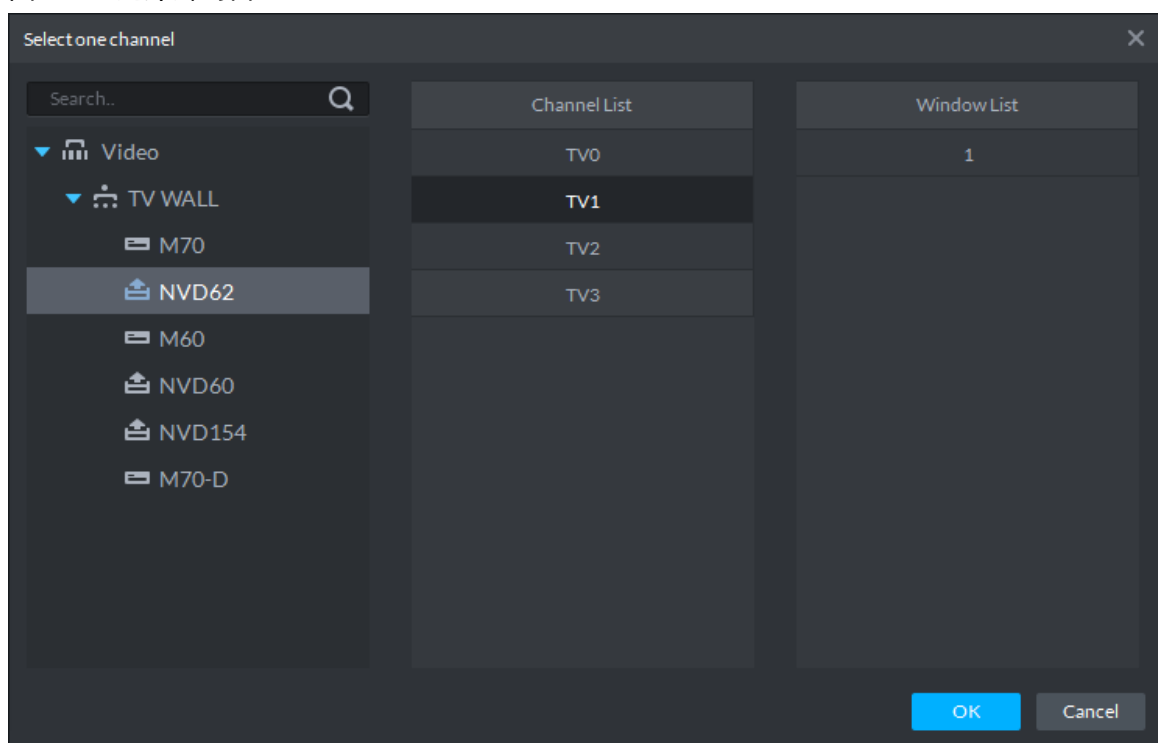 Select one channel
Search..
Video
TV WALL
M70
NVD62
M60
NVD60
NVD154
M70-D
Channel List
TV0
TV1
TV2
TV3
Window List
1
OK
Cancel